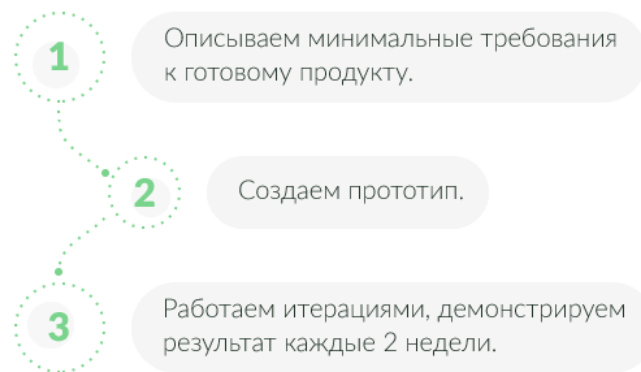 1
Описываем минимальные требования
к готовому продукту.
2
Создаем прототип.
3
Работаем итерациями, демонстрируем
результат каждые 2 недели.